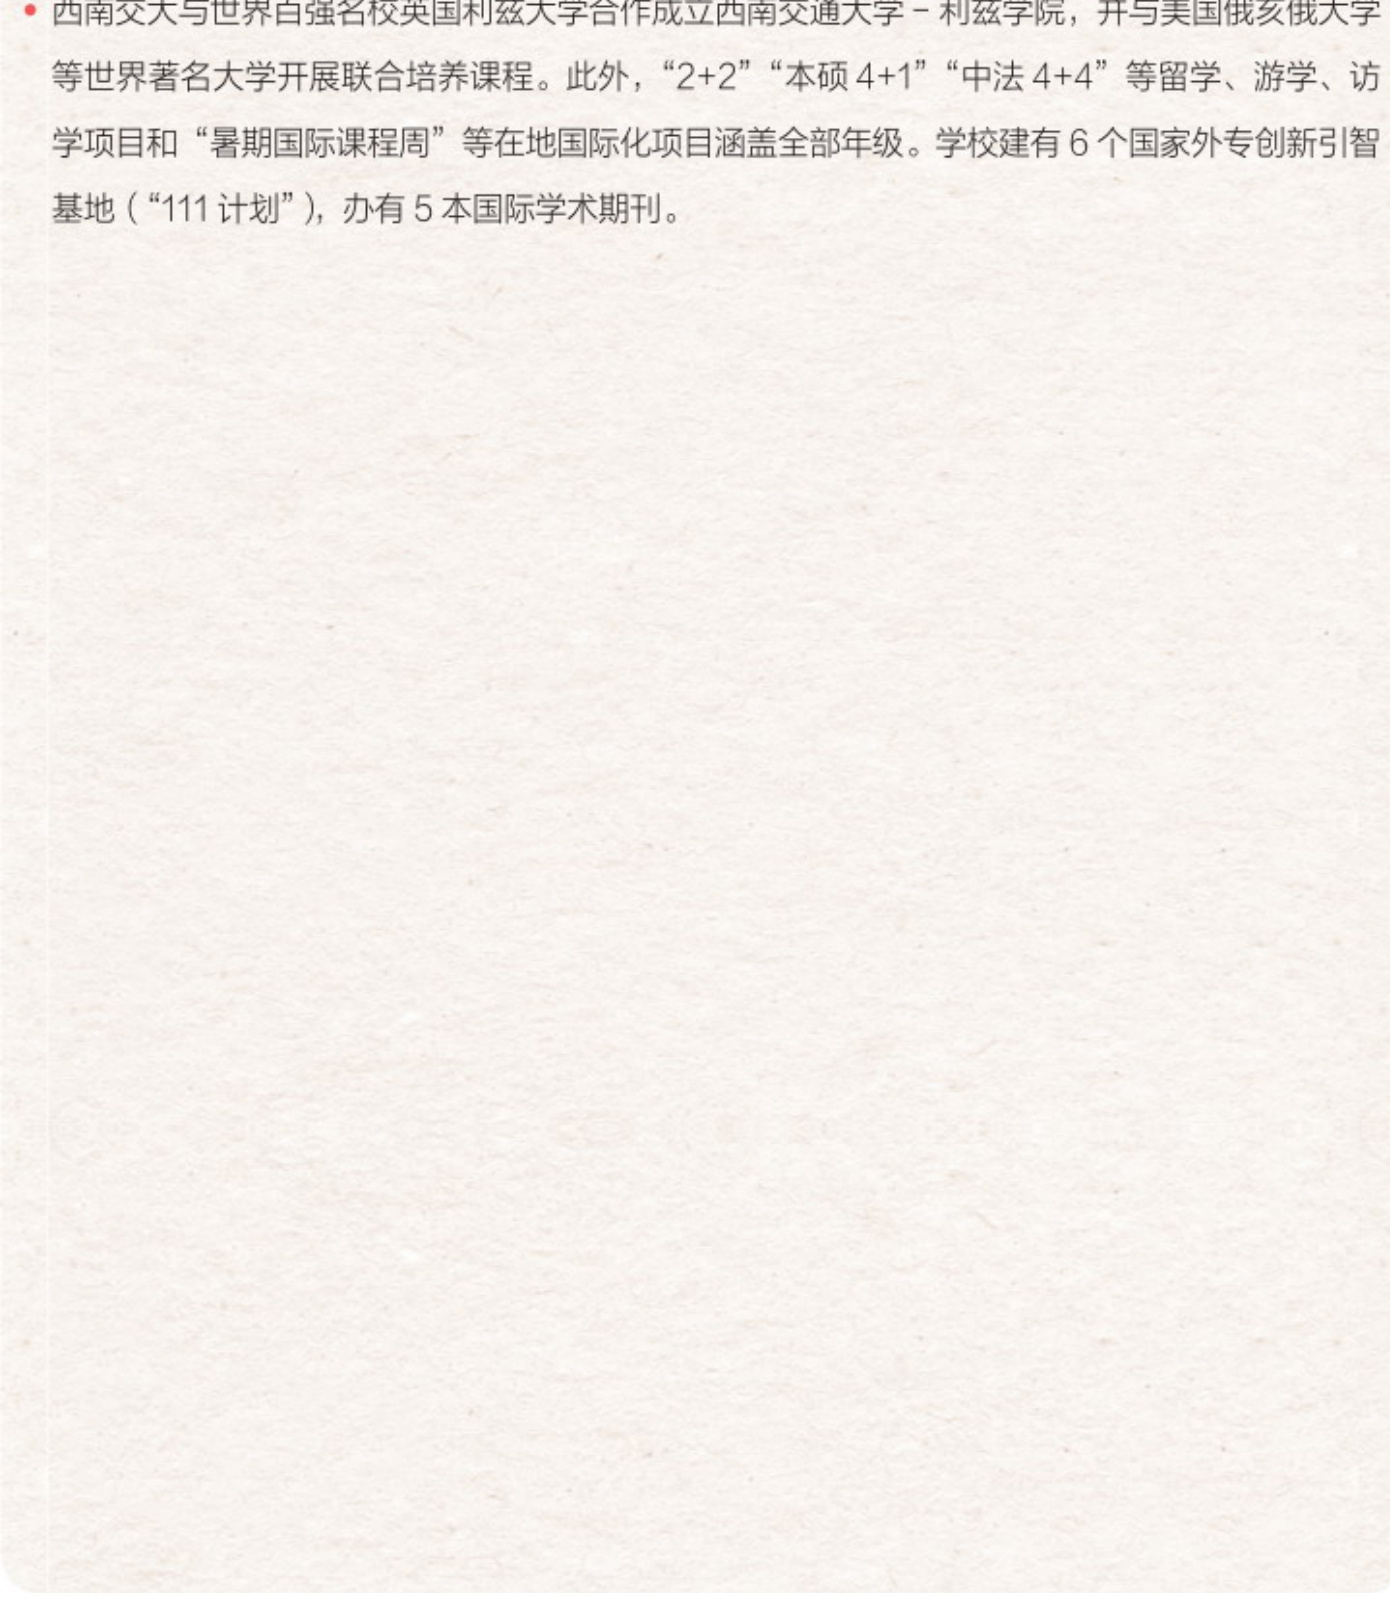 西南交大与世界百强名校英国利兹大学合作成立西南交通大学 – 利兹学院，并与美国俄亥俄大学
等世界著名大学开展联合培养课程。此外，“2+2”“本硕 4+1”“中法 4+4”等留学、游学、访
学项目和“暑期国际课程周”等在地国际化项目涵盖全部年级。学校建有 6 个国家外专创新引智
基地（“111 计划”），办有 5 本国际学术期刊。